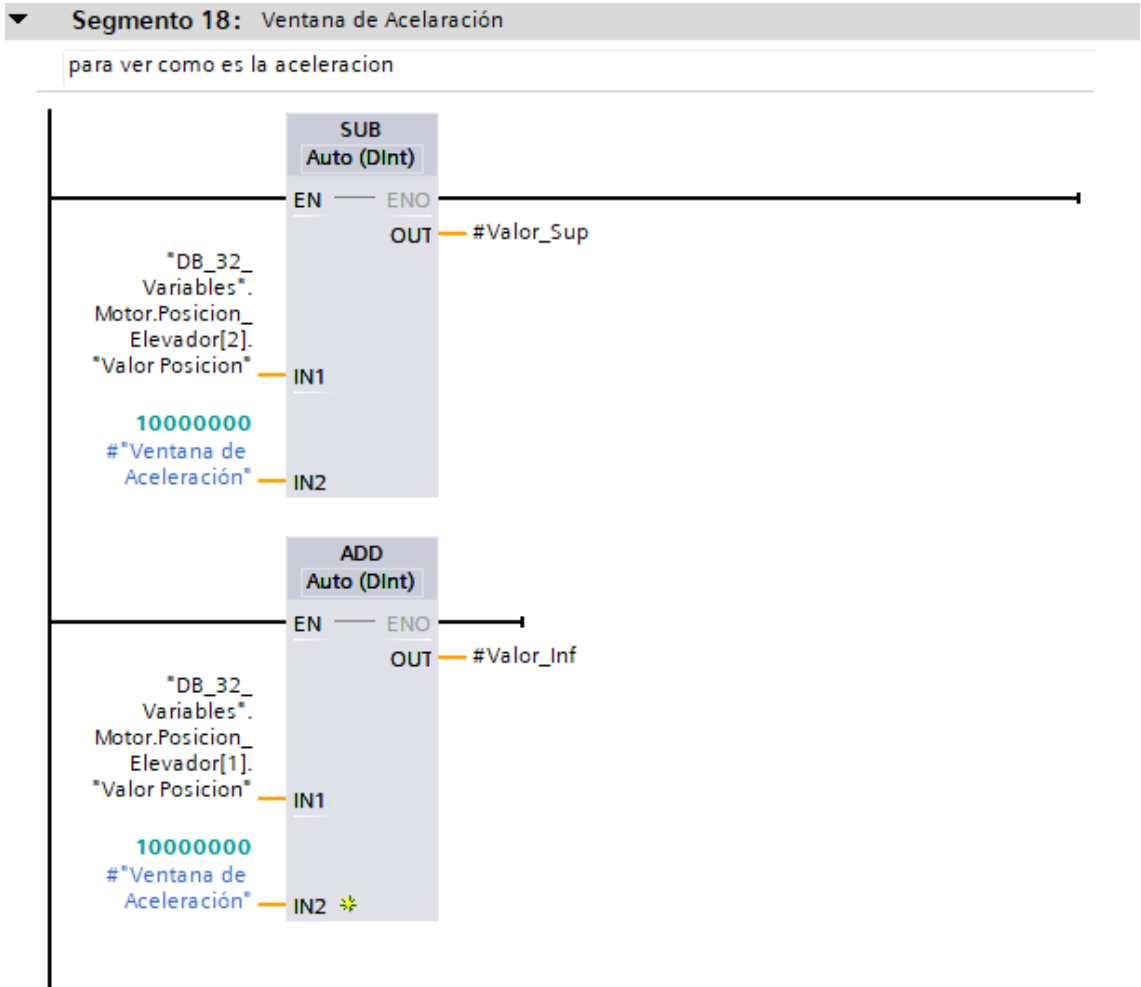 Segmento 18: Ventana de Acelaración
para ver como es la aceleracion
SUB
Auto (DInt)
EN ENO
OUT #Valor_Sup
"DB_32_
Variables".
Motor.Posicion_
Elevador[2].
"Valor Posicion" IN1
10000000
#"Ventana de
Aceleración" IN2
ADD
Auto (DInt)
EN ENO
OUT #Valor_Inf
"DB_32_
Variables".
Motor.Posicion_
Elevador[1].
"Valor Posicion" IN1
10000000
#"Ventana de
Aceleración" IN2